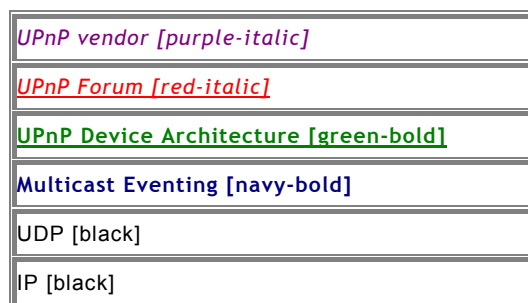 UPnP vendor [purple-italic]
UPnP Forum [red-italic]
UPnP Device Architecture [green-bold]
Multicast Eventing [navy-bold]
UDP [black]
IP [black]